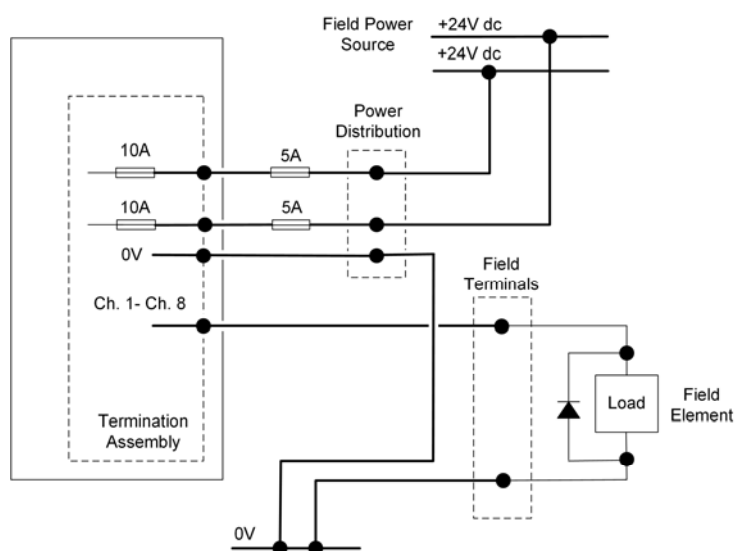 Field Power
Source
+24V dc
+24V dc
Power
Distribution
10A
5A
10A
5A
0V
Field
Terminals
Ch. 1- Ch. 8
Load
Field
Element
Termination
Assembly
0V